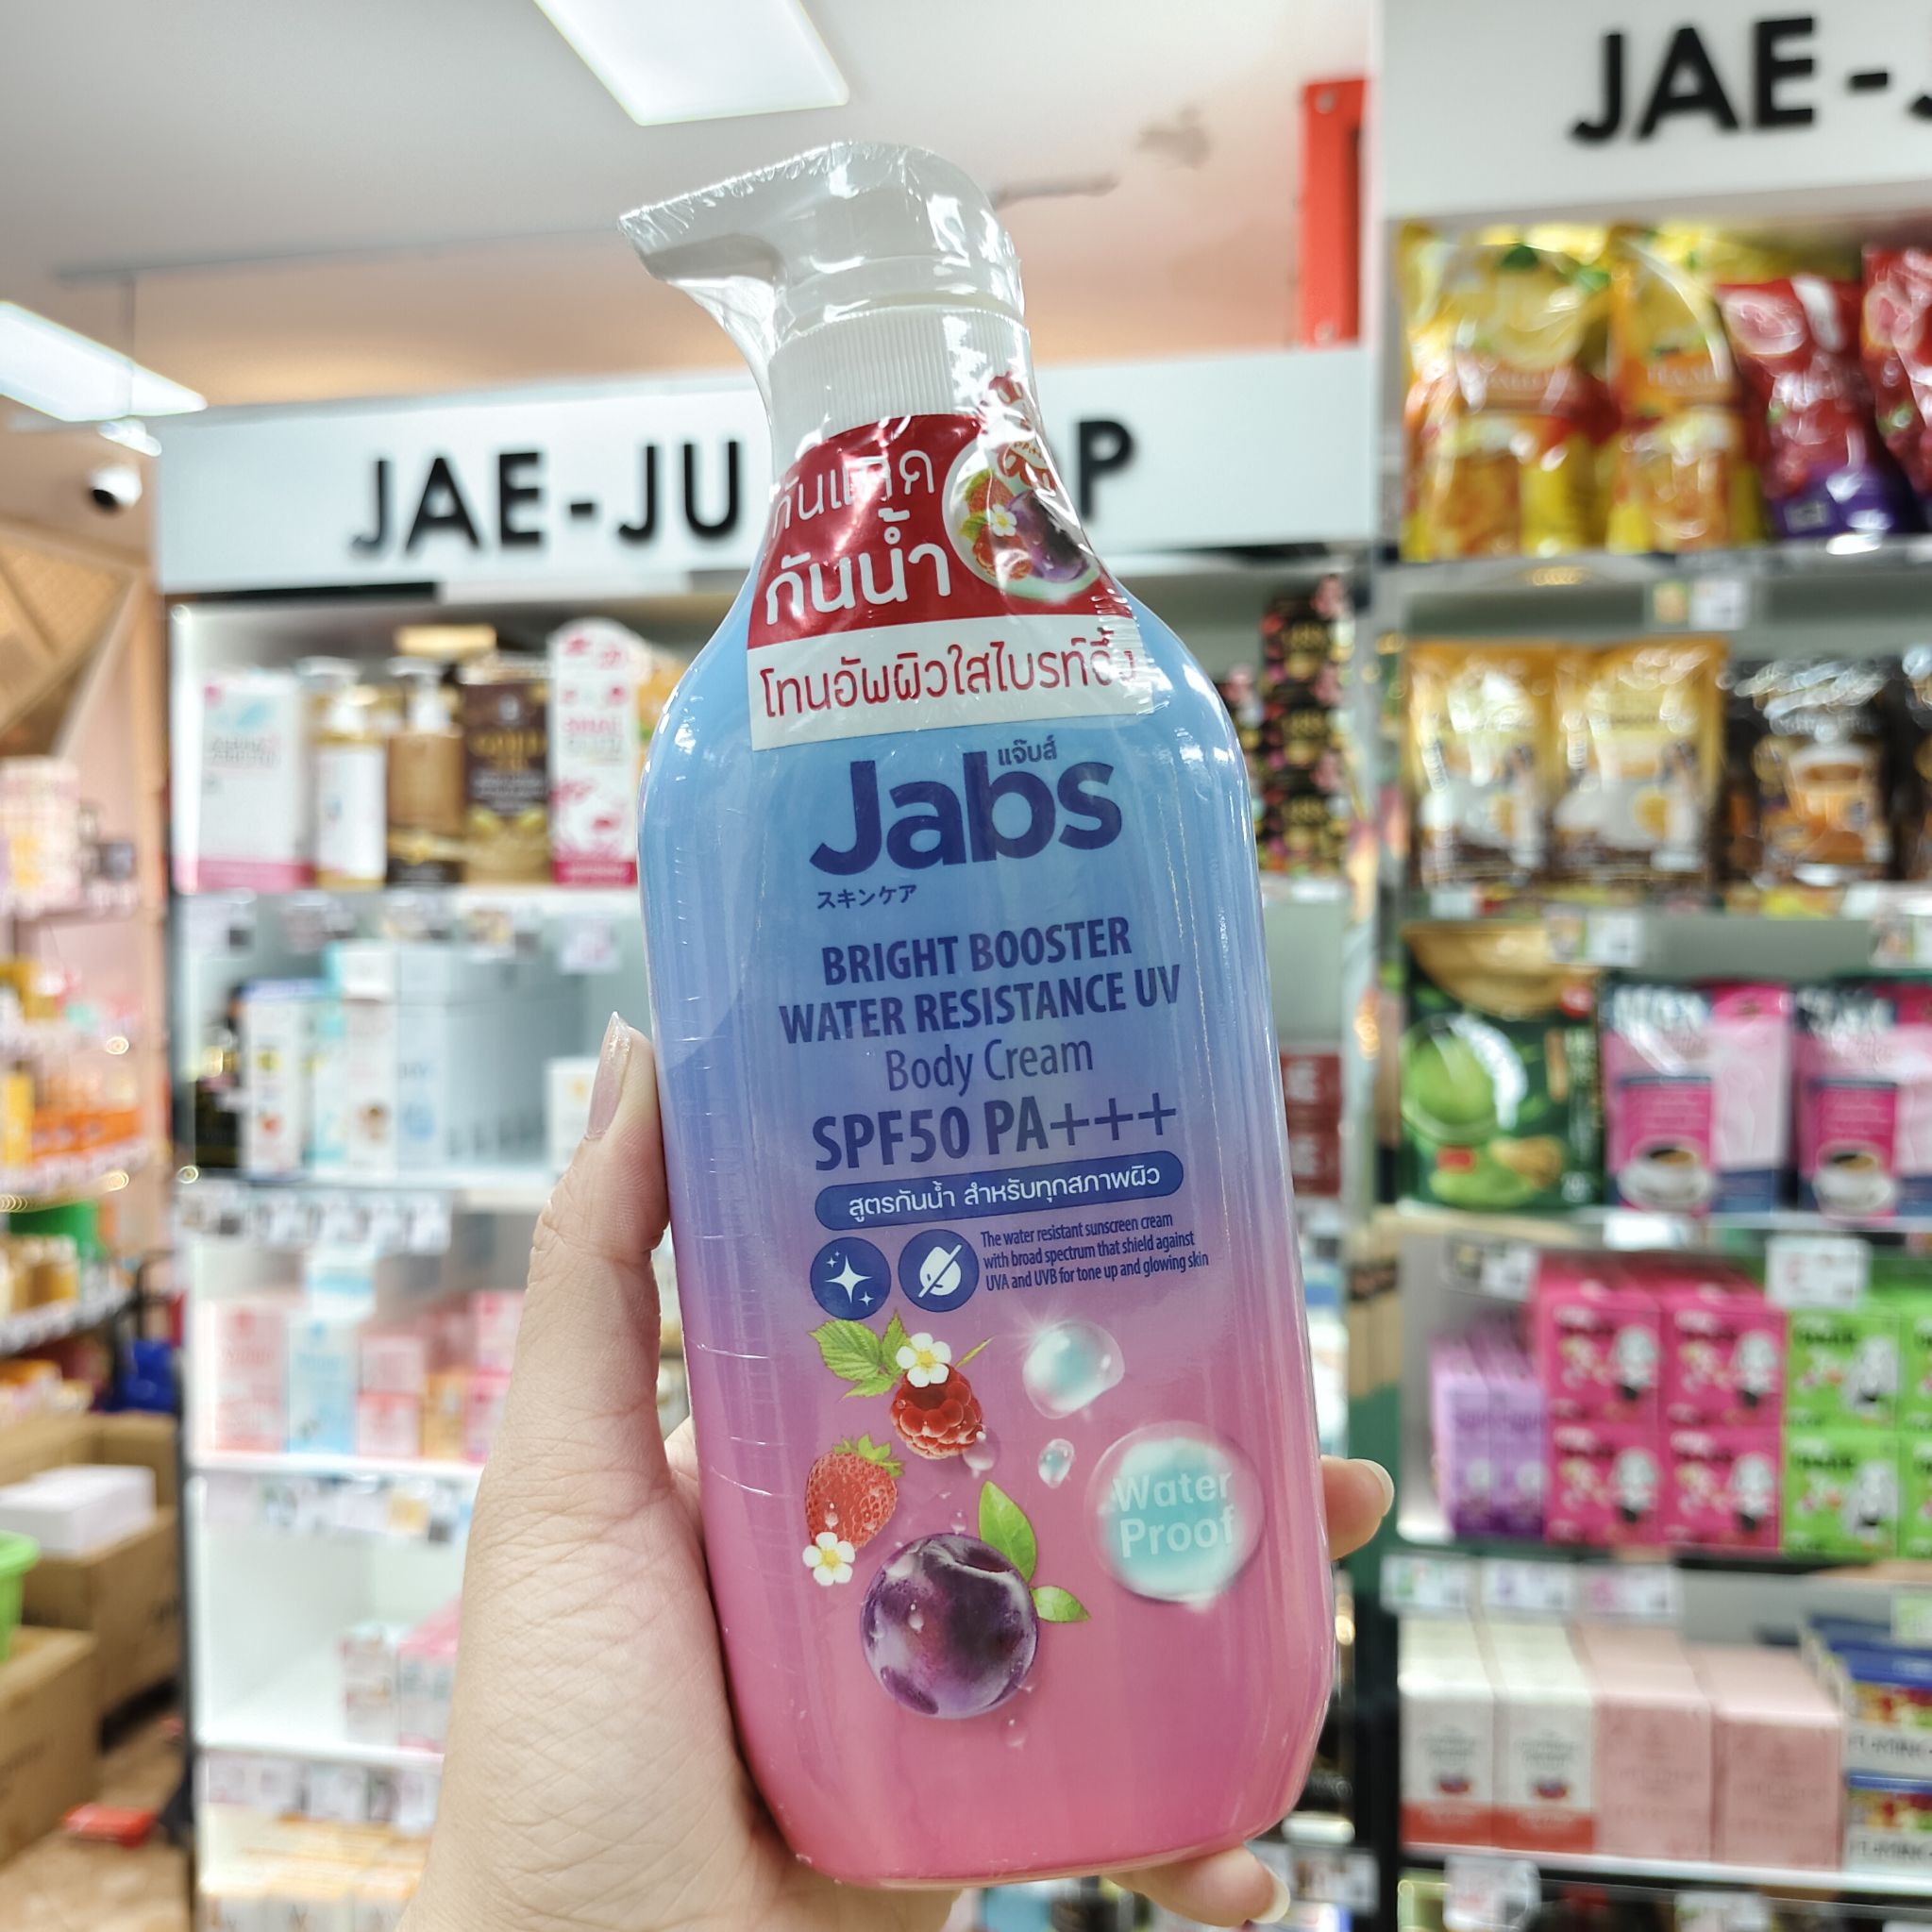 JAE-J
JAE-JU
P
กันแดด
กันน้ำ
โทนอัพผิวใสไบรท์ติ้ง
แจ๊บส์
Jabs
スキンケア
BRIGHT BOOSTER
WATER RESISTANCE UV
Body Cream
SPF50 PA+++
สูตรกันน้ำ สำหรับทุกสภาพผิว
The water resistant sunscreen cream
with broad spectrum that shield against
UVA and UVB for tone up and glowing skin
Water
Proof